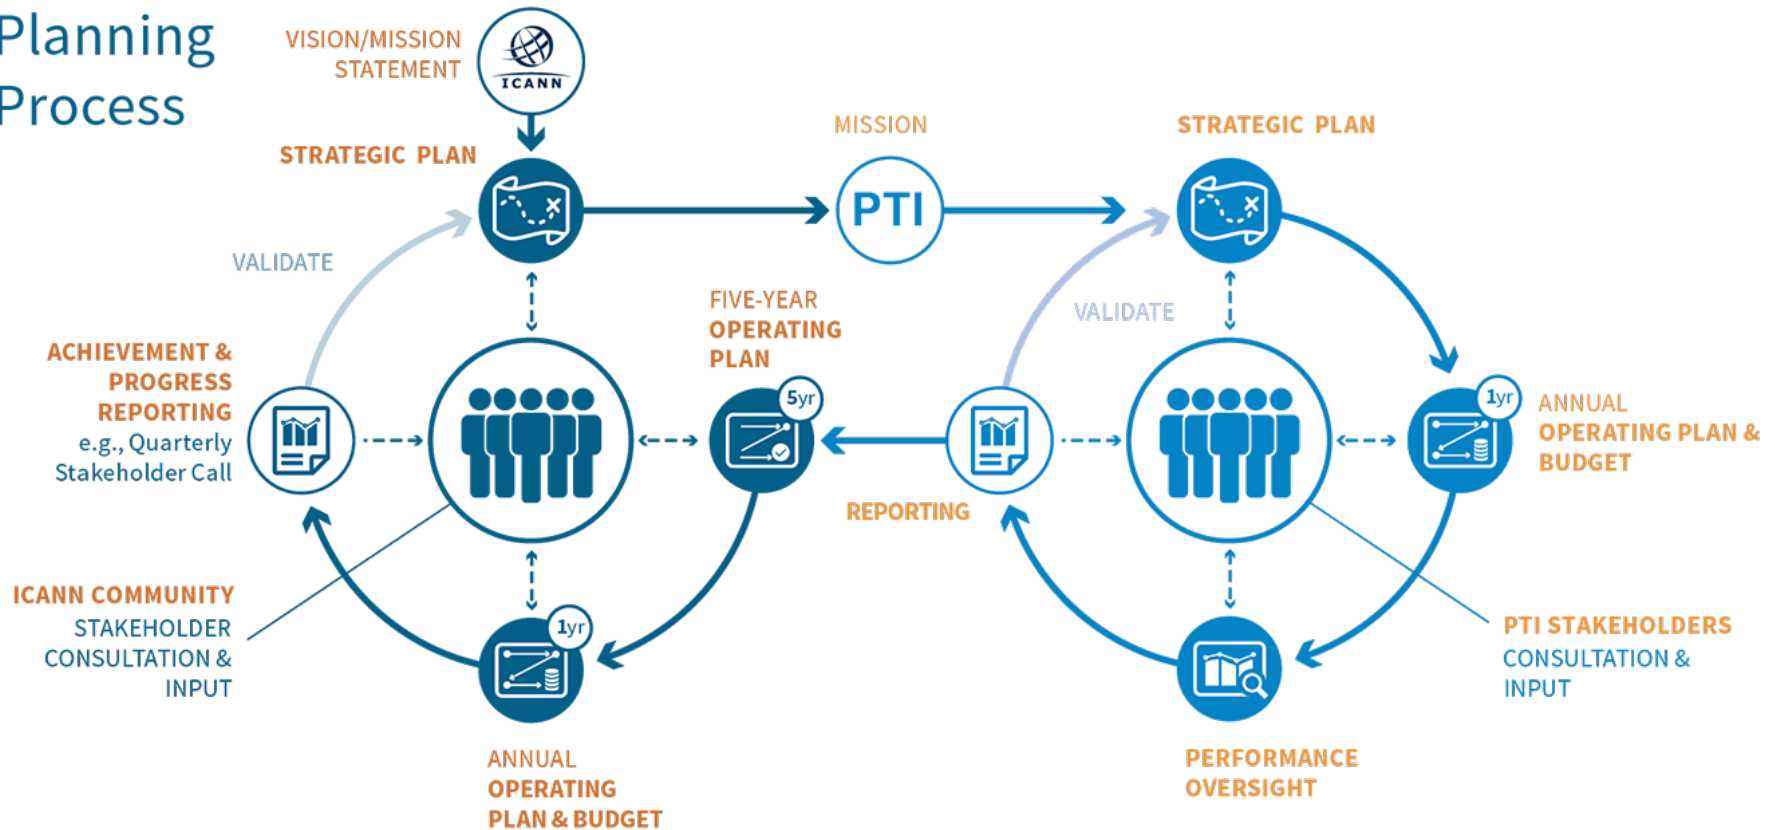 Planning
Process
VISION/MISSION
STATEMENT
ICANN
STRATEGIC PLAN
MISSION
PTI
STRATEGIC PLAN
VALIDATE
FIVE-YEAR
OPERATING
PLAN
5yr
VALIDATE
ACHIEVEMENT &
PROGRESS
REPORTING
e.g., Quarterly
Stakeholder Call
1yr
ANNUAL
OPERATING PLAN &
BUDGET
REPORTING
ICANN COMMUNITY
STAKEHOLDER
CONSULTATION &
INPUT
1yr
PTI STAKEHOLDERS
CONSULTATION &
INPUT
ANNUAL
OPERATING
PLAN & BUDGET
PERFORMANCE
OVERSIGHT